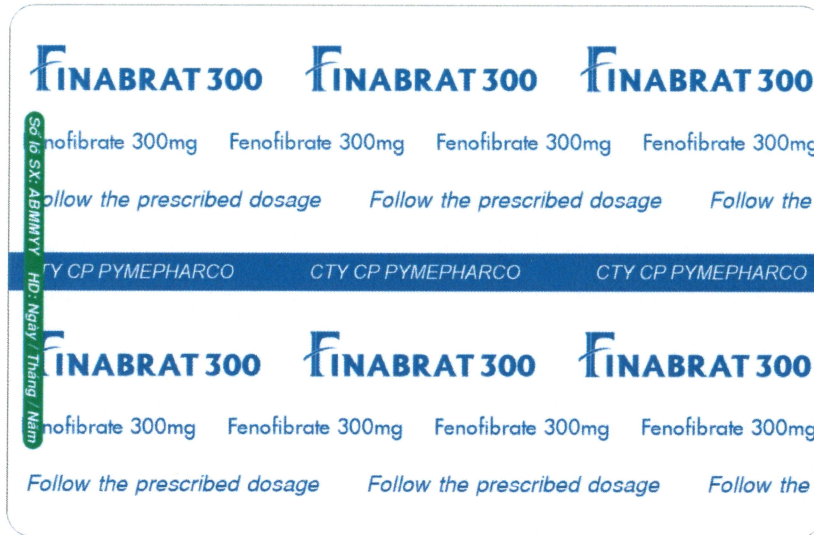 FINABRAT 300 FINABRAT 300 FINABRAT 300
nofibrate 300mg Fenofibrate 300mg Fenofibrate 300mg Fenofibrate 300mg
ollow the prescribed dosage Follow the prescribed dosage Follow the
TY CP PYMEPHARCO CTY CP PYMEPHARCO CTY CP PYMEPHARCO
FINABRAT 300 FINABRAT 300 FINABRAT 300
nofibrate 300mg Fenofibrate 300mg Fenofibrate 300mg Fenofibrate 300mg
Follow the prescribed dosage Follow the prescribed dosage Follow the
Số lô SX: ABMMYY HD: Ngày / Tháng / Năm